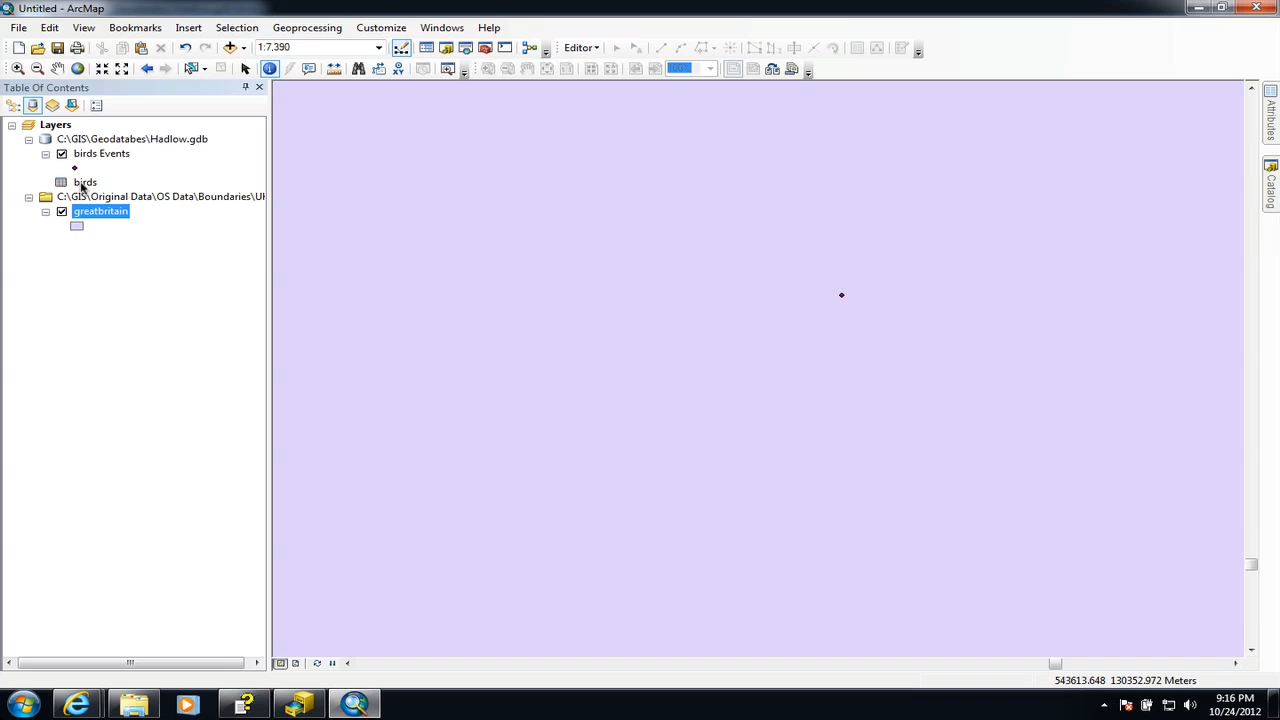 Untitled - ArcMap
File Edit View Bookmarks Insert Selection Geoprocessing Customize Windows Help
1:7,390
Editor
Table Of Contents
Layers
C:\GIS\Geodatabes\Hadlow.gdb
birds Events
birds
C:\GIS\Original Data\OS Data\Boundaries\UK
greatbritain
Attributes
Catalog
543613.648 130352.972 Meters
9:16 PM
10/24/2012